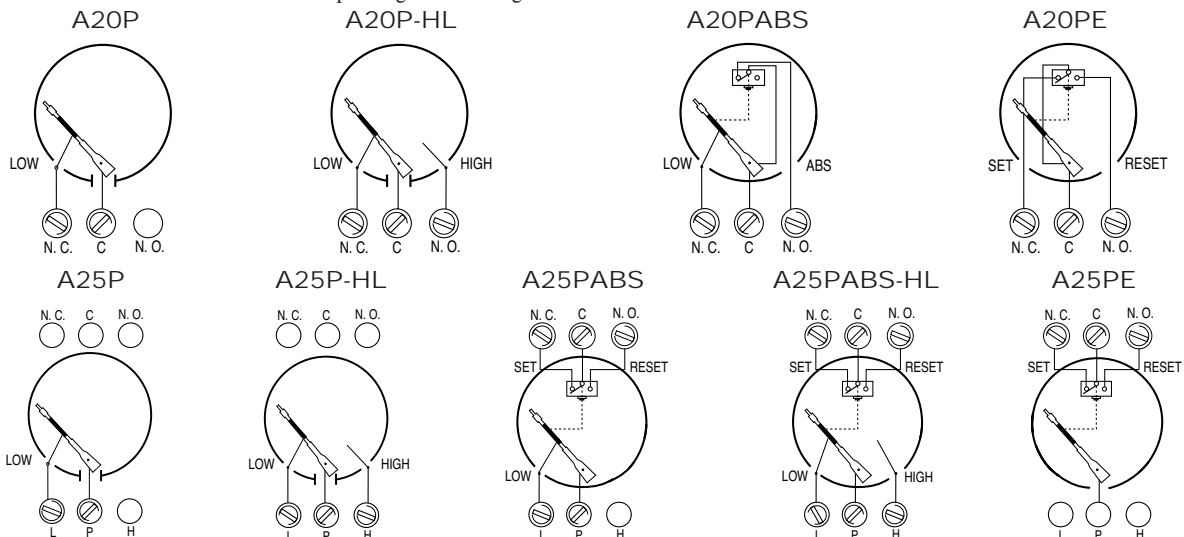 A20P A20P-HL A20PABS A20PE
LOW LOW HIGH LOW ABS SET RESET
N. C. C N. O. N. C. C N. O. N. C. C N. O. N. C. C N. O.
A25P A25P-HL A25PABS A25PABS-HL A25PE
N. C. C N. O. N. C. C N. O. N. C. C N. O. N. C. C N. O. N. C. C N. O.
SET RESET SET RESET SET RESET
LOW LOW HIGH LOW LOW HIGH
L P H L P H L P H L P H L P H